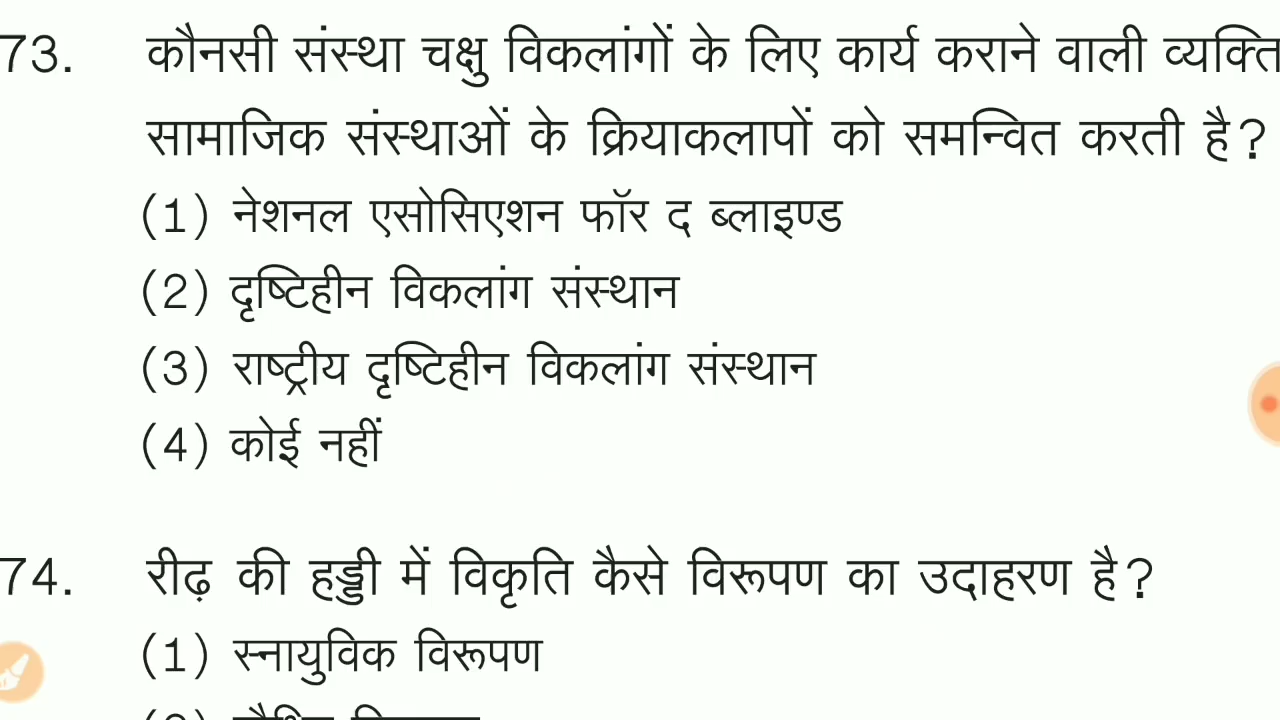 73. कौनसी संस्था चक्षु विकलांगों के लिए कार्य कराने वाली व्यक्ति
सामाजिक संस्थाओं के क्रियाकलापों को समन्वित करती है?
(1) नेशनल एसोसिएशन फॉर द ब्लाइण्ड
(2) दृष्टिहीन विकलांग संस्थान
(3) राष्ट्रीय दृष्टिहीन विकलांग संस्थान
(4) कोई नहीं
74. रीढ़ की हड्डी में विकृति कैसे विरूपण का उदाहरण है?
(1) स्नायुविक विरूपण